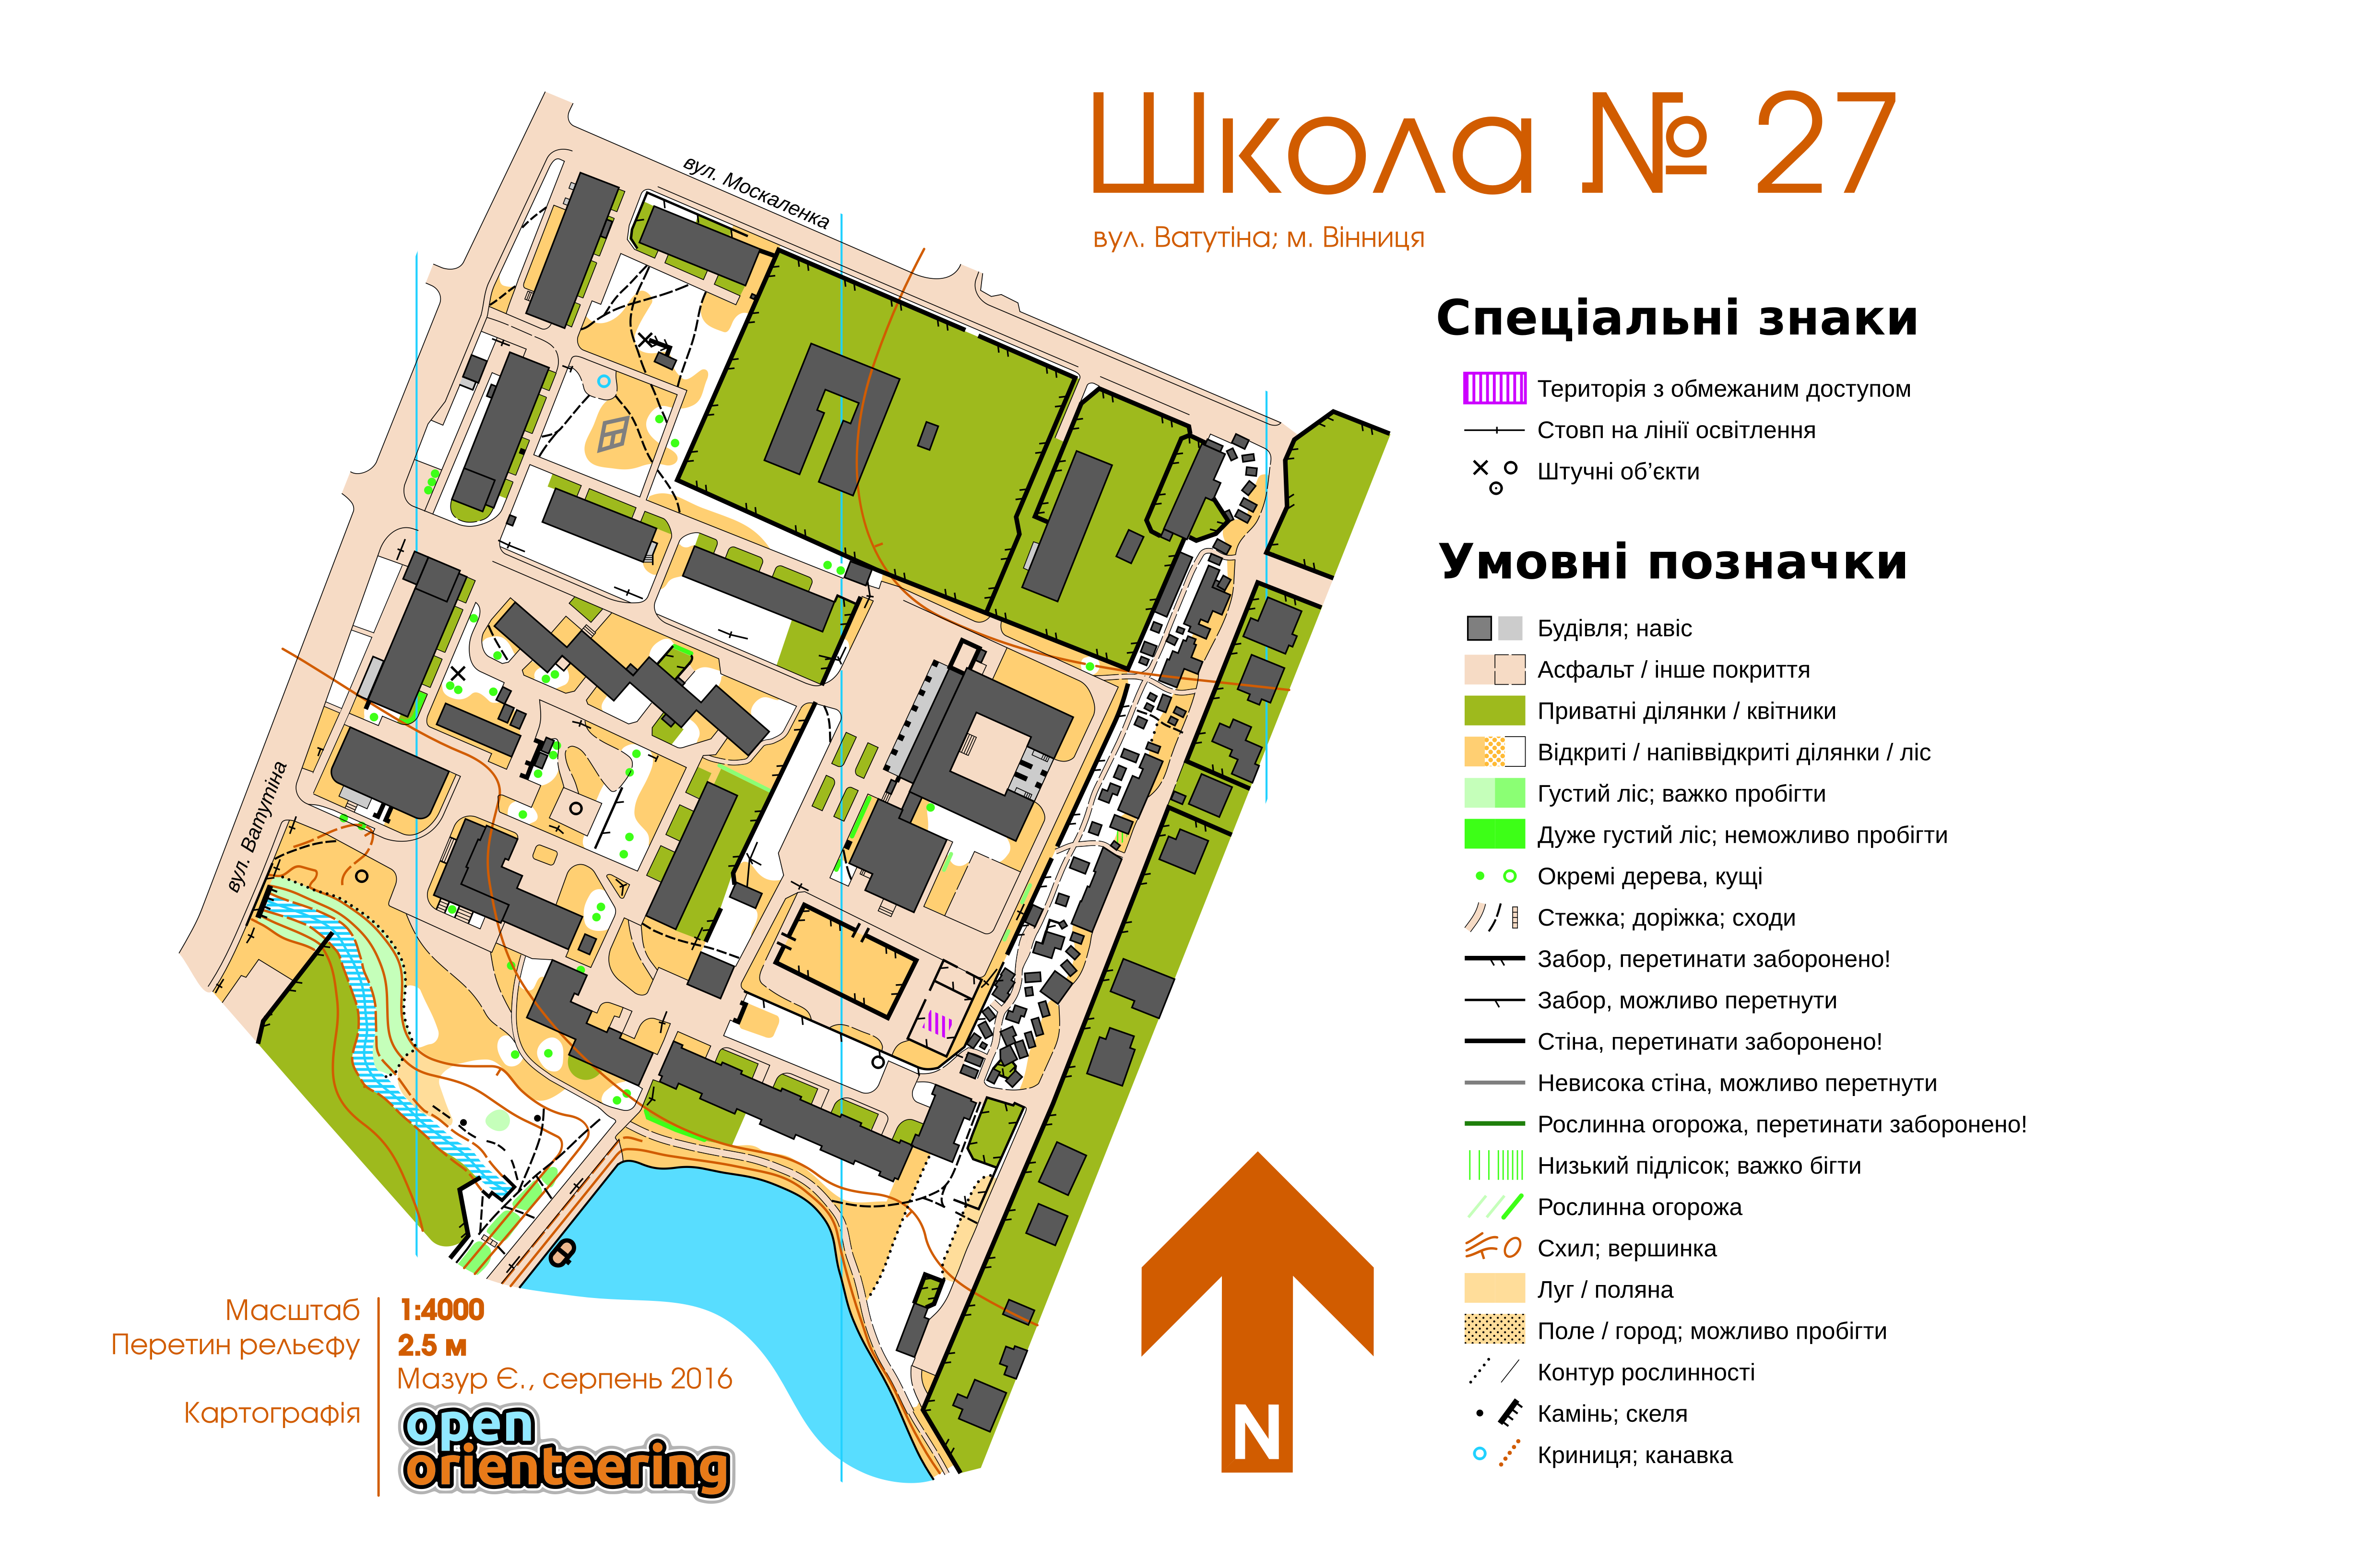 Школа № 27
вул. Ватутіна; м. Вінниця
вул. Москаленка
вул. Ватутіна
Спеціальні знаки
Територія з обмежаним доступом
Стовп на лінії освітлення
Штучні об’єкти
Умовні позначки
Будівля; навіс
Асфальт / інше покриття
Приватні ділянки / квітники
Відкриті / напіввідкриті ділянки / ліс
Густий ліс; важко пробігти
Дуже густий ліс; неможливо пробігти
Окремі дерева, кущі
Стежка; доріжка; сходи
Забор, перетинати заборонено!
Забор, можливо перетнути
Стіна, перетинати заборонено!
Невисока стіна, можливо перетнути
Рослинна огорожа, перетинати заборонено!
Низький підлісок; важко бігти
Рослинна огорожа
Схил; вершинка
Луг / поляна
Поле / город; можливо пробігти
Контур рослинності
Камінь; скеля
Криниця; канавка
N
Масштаб 1:4000
Перетин рельєфу 2.5 м
Мазур Є., серпень 2016
Картографія open
orienteering